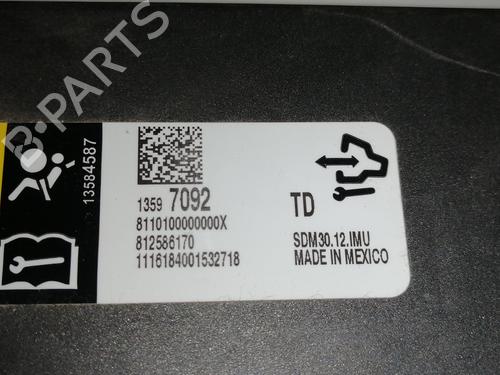 B-PARTS
13584587
1359 7092
8110100000000X
812586170
1116184001532718
TD
SDM30.12.IMU
MADE IN MEXICO